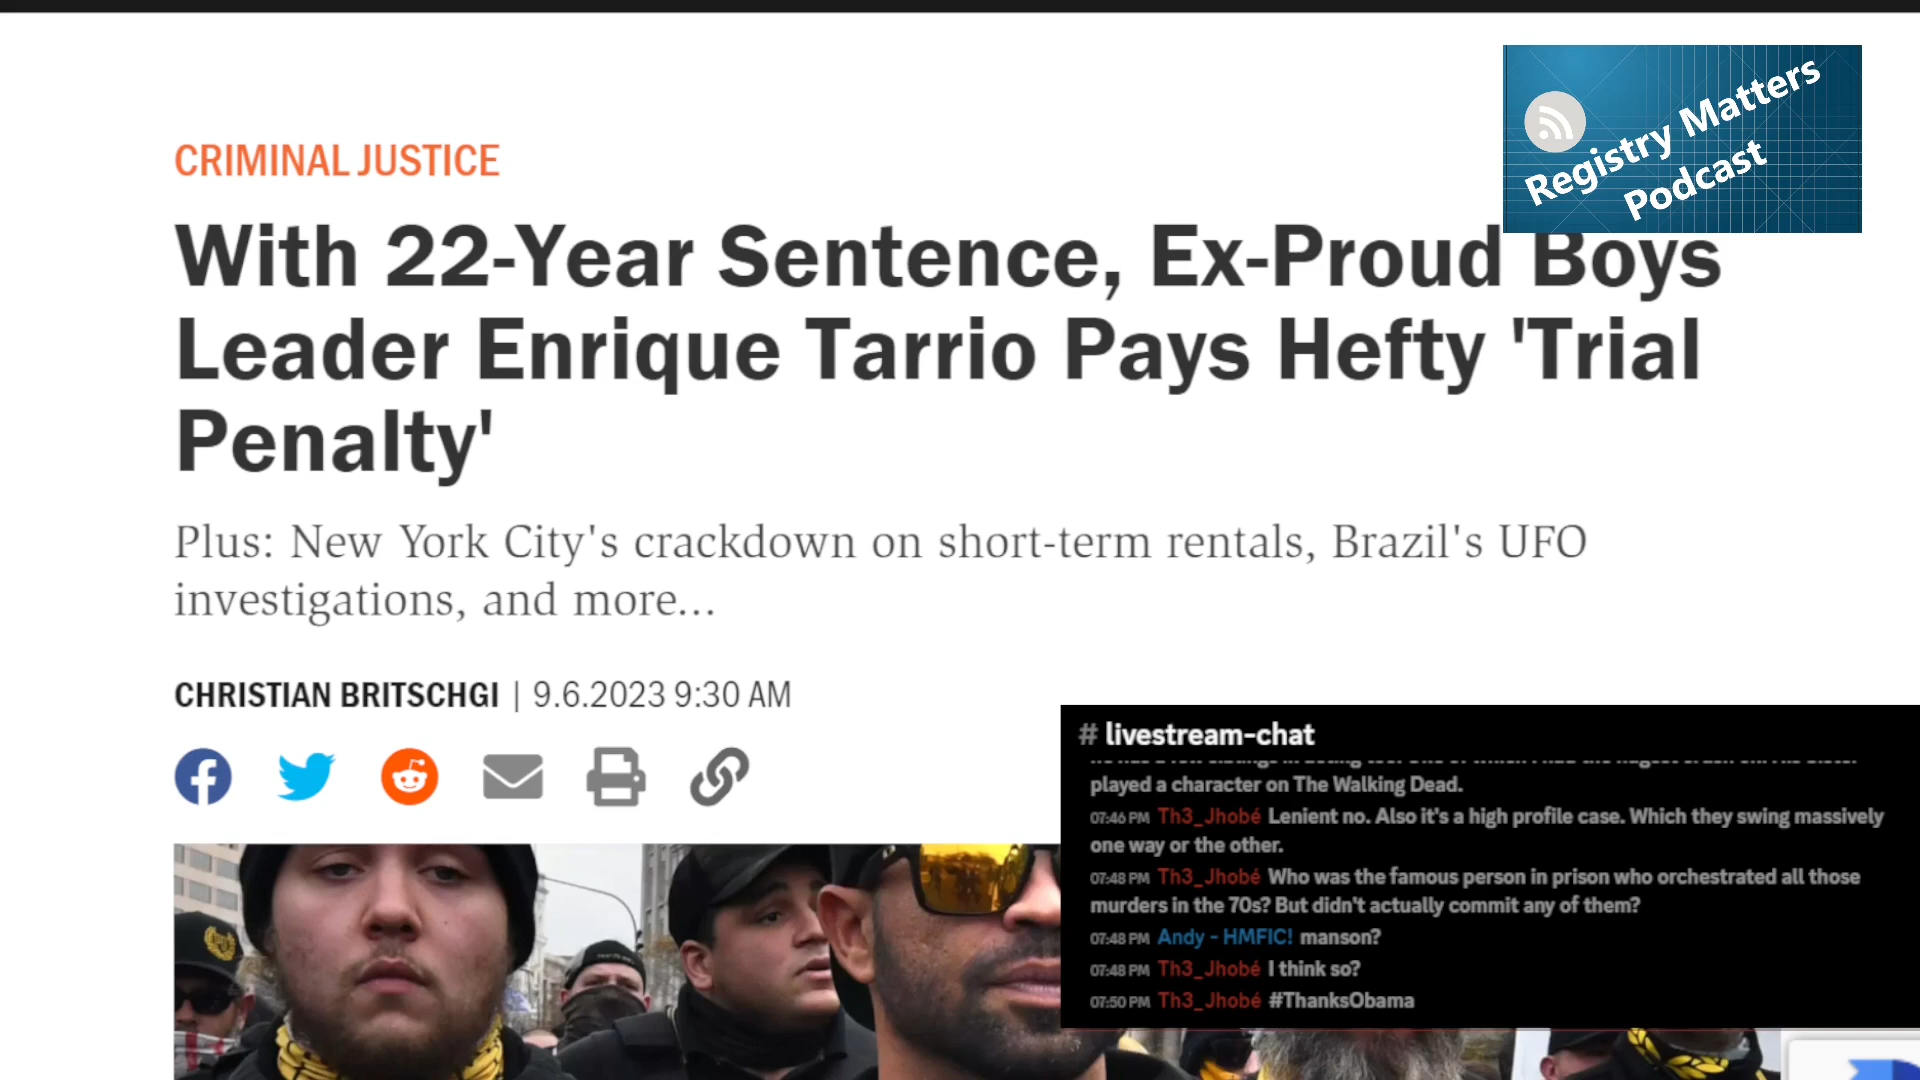 CRIMINAL JUSTICE
With 22-Year Sentence, Ex-Proud Boys
Leader Enrique Tarrio Pays Hefty 'Trial
Penalty'
Plus: New York City's crackdown on short-term rentals, Brazil's UFO
investigations, and more...
CHRISTIAN BRITSCHGI | 9.6.2023 9:30 AM
Registry Matters
Podcast
# livestream-chat
played a character on The Walking Dead.
07:46 PM Th3_Jhobé Lenient no. Also it's a high profile case. Which they swing massively
one way or the other.
07:48 PM Th3_Jhobé Who was the famous person in prison who orchestrated all those
murders in the 70s? But didn't actually commit any of them?
07:48 PM Andy - HMFIC! manson?
07:48 PM Th3_Jhobé I think so?
07:50 PM Th3_Jhobé #ThanksObama